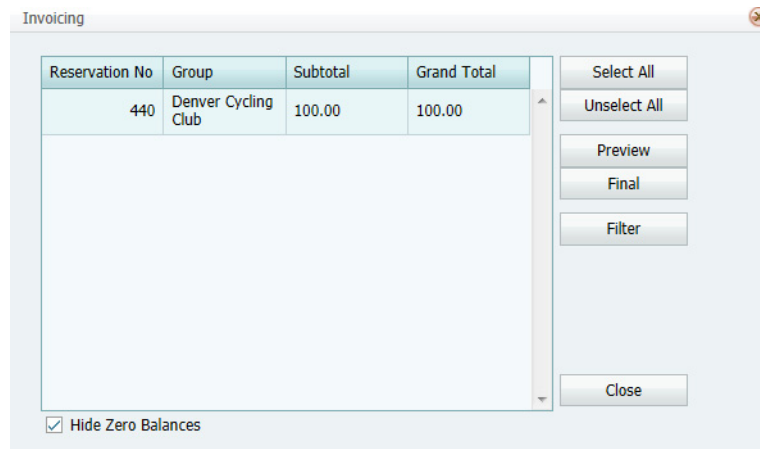 Invoicing
Reservation No Group Subtotal Grand Total
440 Denver Cycling Club 100.00 100.00
Select All
Unselect All
Preview
Final
Filter
Close
Hide Zero Balances